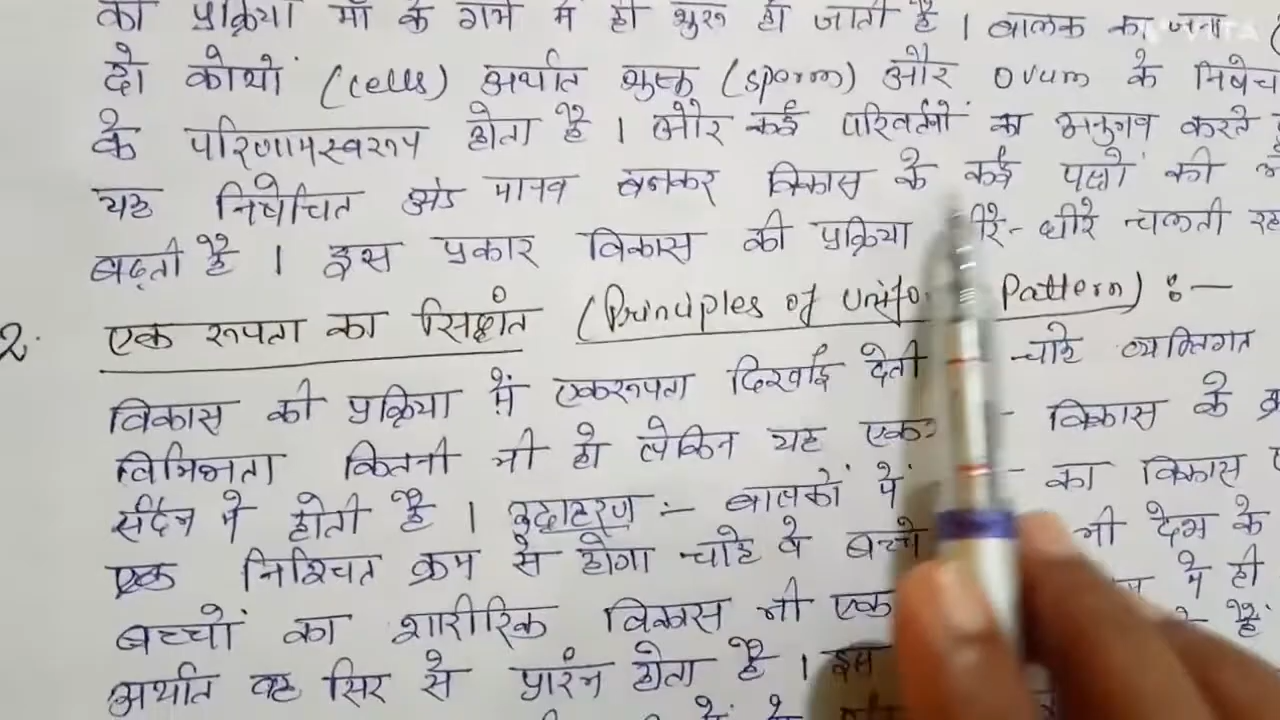 की प्रक्रिया माँ के गर्भ में ही शुरू हो जाती है । बालक का जन्म
दो कोषों (cells) अर्थात शुक्र (sperm) और ovum के निषेच
के परिणामस्वरूप होता है । और कई परिवर्तनों का अनुभव करते
यह निषेचित अंड मानव बनकर विकास के कई पक्षों की
बढ़ती है । इस प्रकार विकास की प्रक्रिया धीरे- धीरे चलती रह
2. एक रूपता का सिद्धांत (Principles of Unifo Pattern) :-
विकास की प्रक्रिया में एकरूपता दिखाई देती चाहे व्यक्तिगत
विभिन्नता कितनी भी हो लेकिन यह एक विकास के क्र
संदर्भ में होती है । उदाहरण :- बालकों में का विकास ए
एक निश्चित क्रम से होगा चाहे वे बच्चे भी देश के
बच्चों का शारीरिक विकास भी एक में ही
अर्थात वह सिर से प्रारंभ होता है । इस है
VITA